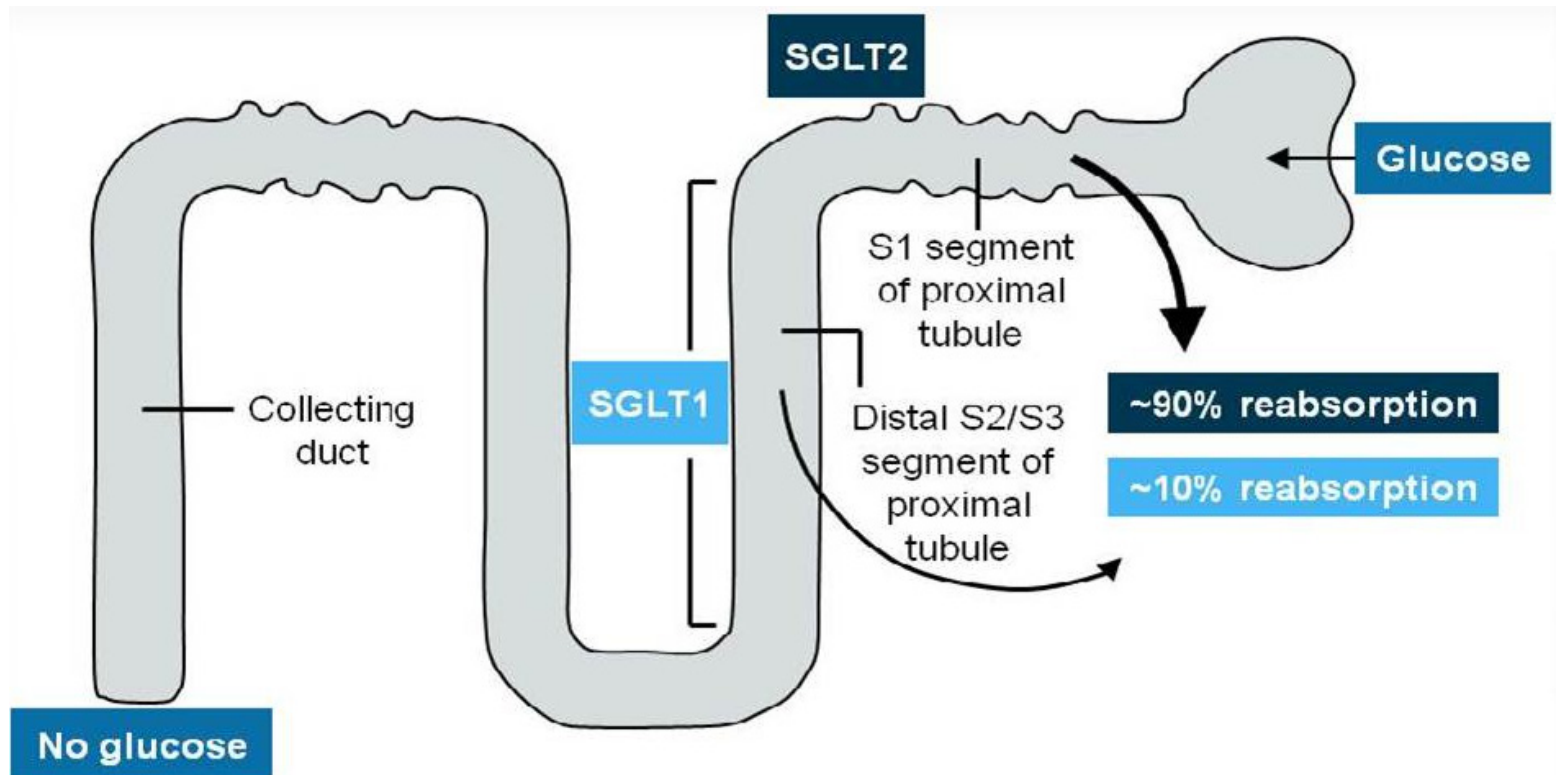 SGLT2
Glucose
S1 segment
of proximal
tubule
SGLT1
Collecting
duct
Distal S2/S3
segment of
proximal
tubule
~90% reabsorption
~10% reabsorption
No glucose